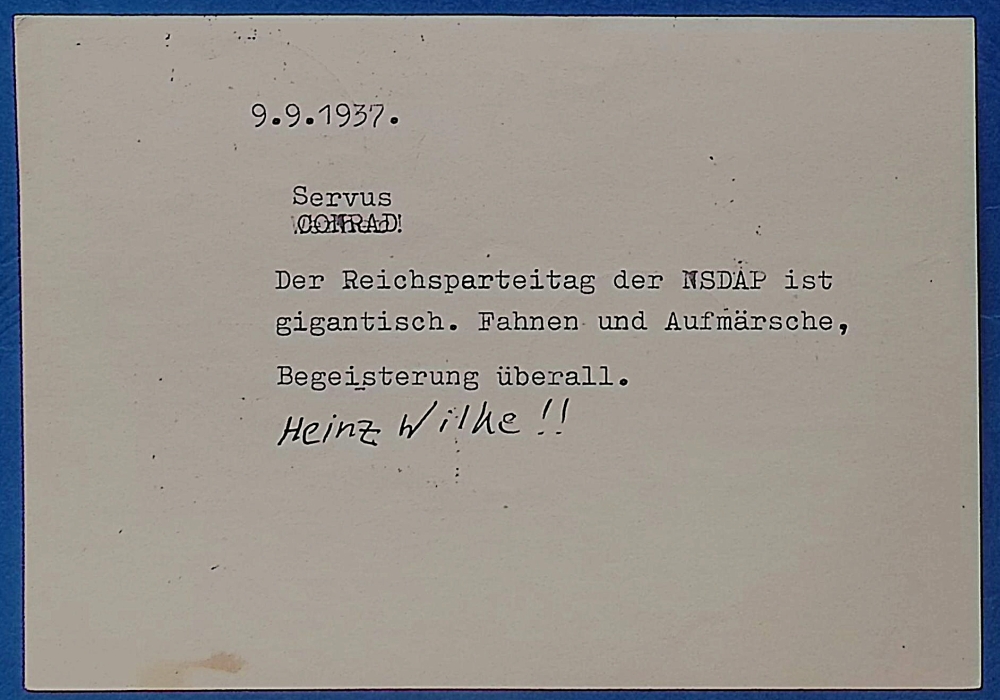 9.9.1937.
Servus
CONRAD!
Der Reichsparteitag der NSDAP ist
gigantisch. Fahnen und Aufmärsche,
Begeisterung überall.
Heinz Wilke!!